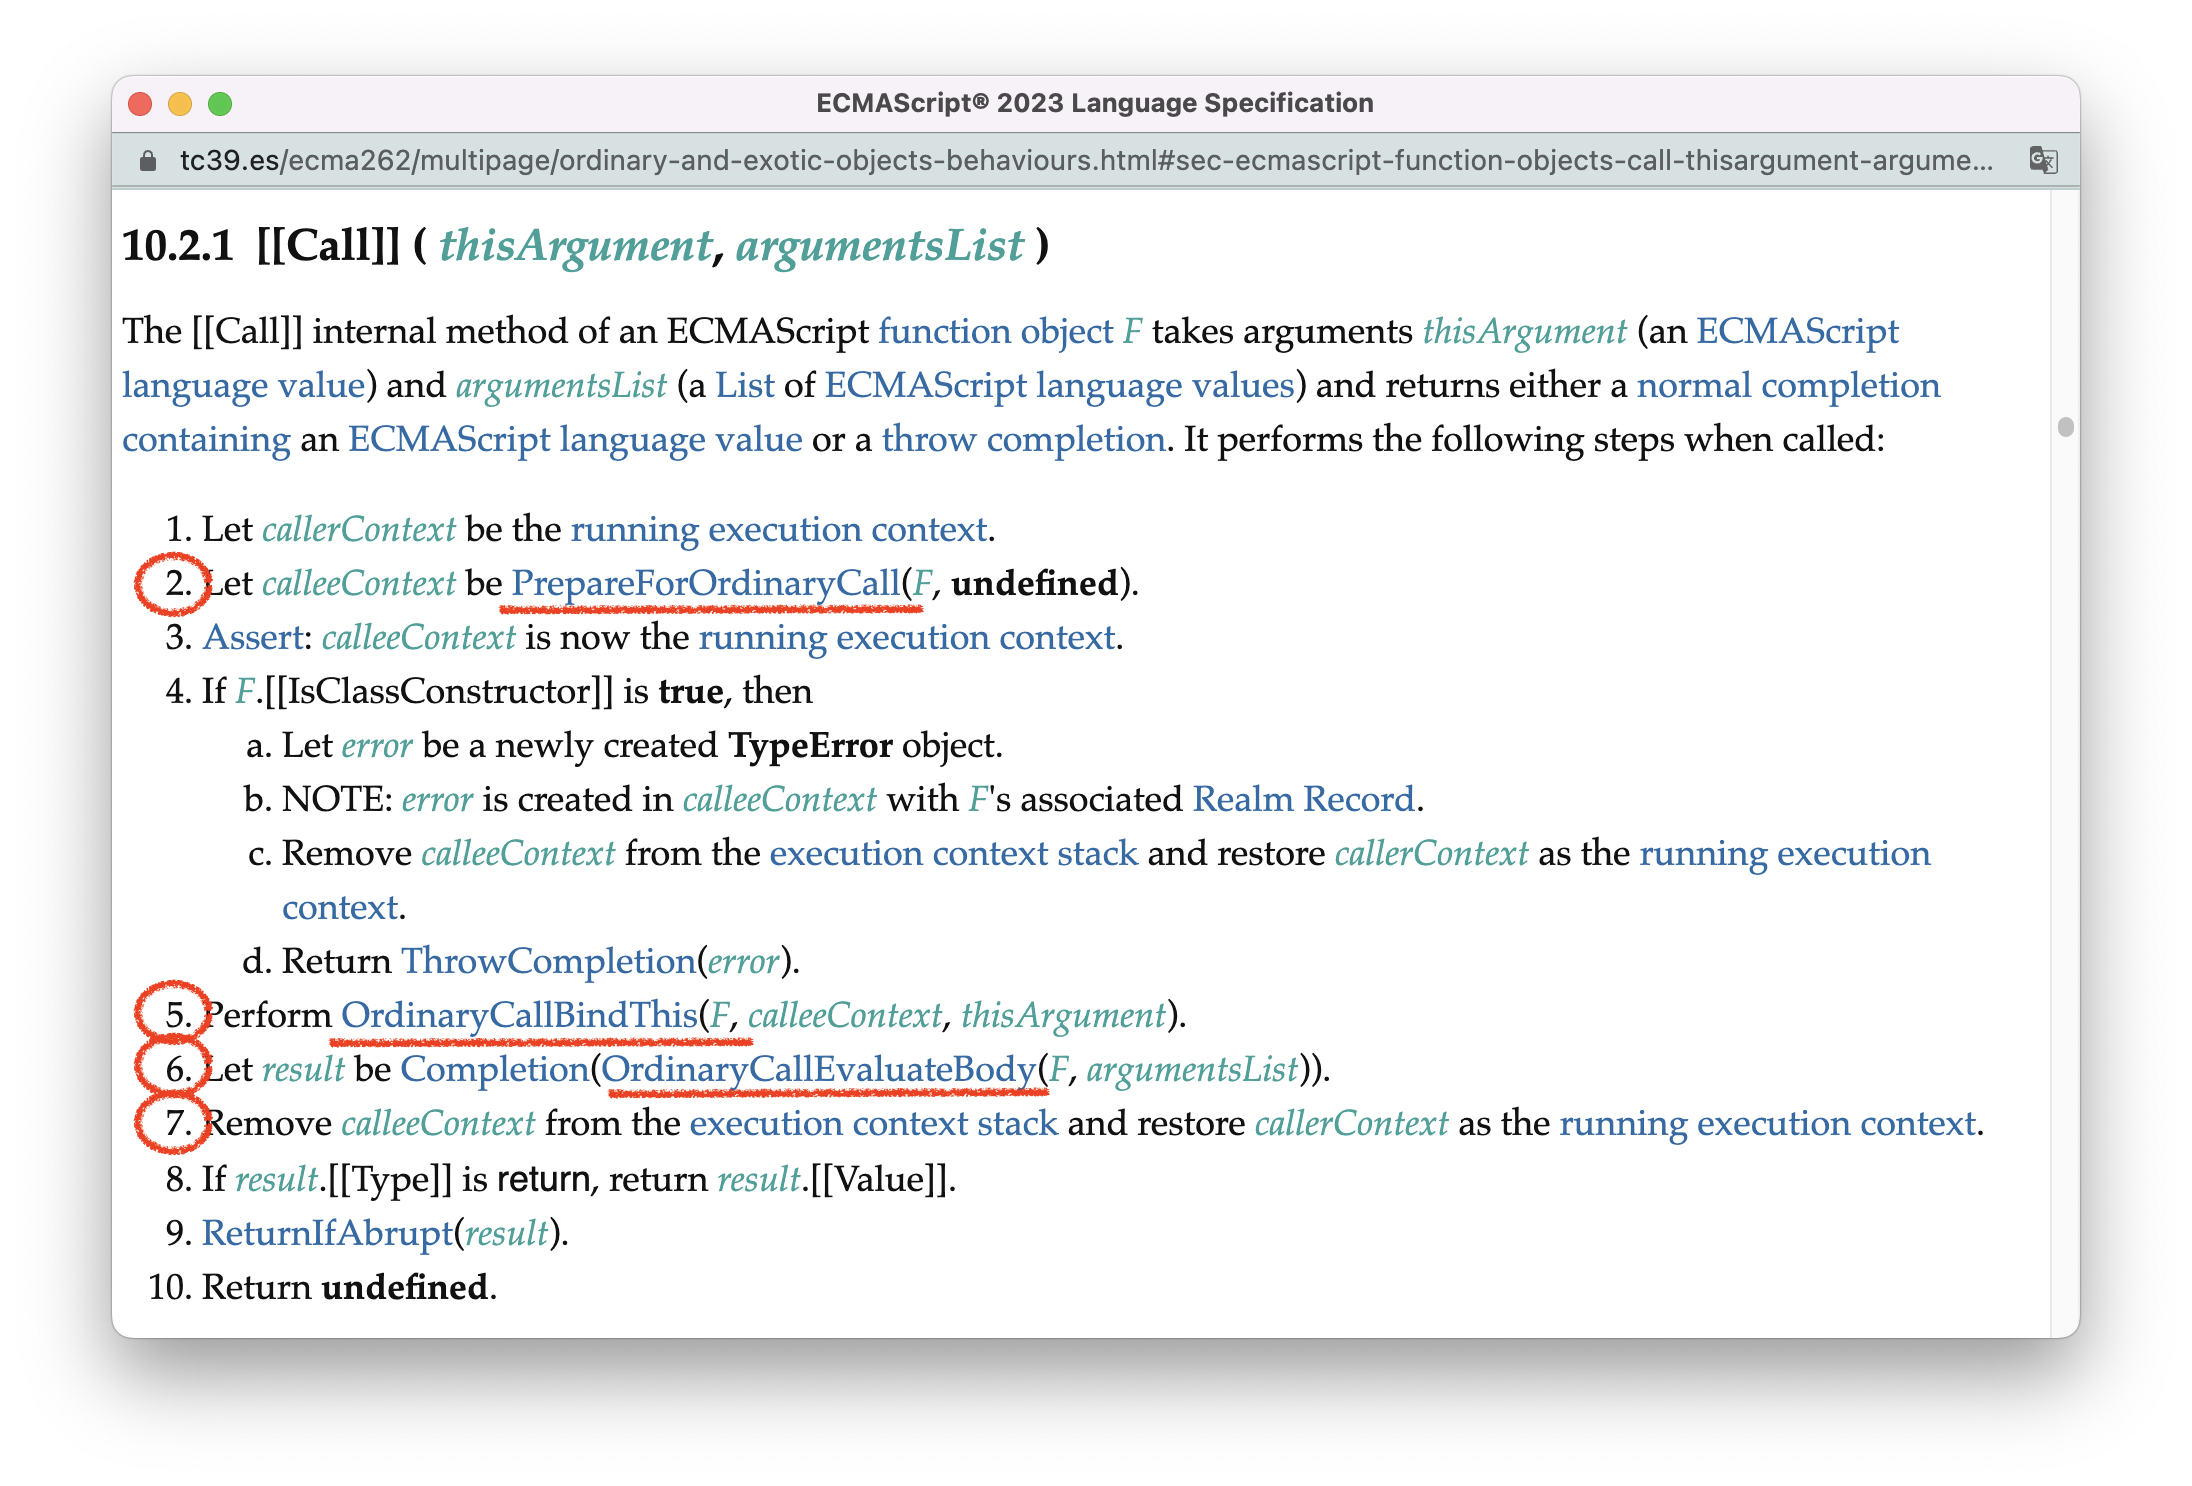 ECMAScript® 2023 Language Specification
tc39.es/ecma262/multipage/ordinary-and-exotic-objects-behaviours.html#sec-ecmascript-function-objects-call-thisargument-argume...
10.2.1 [[Call]] ( thisArgument, argumentsList )
The [[Call]] internal method of an ECMAScript function object F takes arguments thisArgument (an ECMAScript
language value) and argumentsList (a List of ECMAScript language values) and returns either a normal completion
containing an ECMAScript language value or a throw completion. It performs the following steps when called:
1. Let callerContext be the running execution context.
2. Let calleeContext be PrepareForOrdinaryCall(F, undefined).
3. Assert: calleeContext is now the running execution context.
4. If F.[[IsClassConstructor]] is true, then
a. Let error be a newly created TypeError object.
b. NOTE: error is created in calleeContext with F's associated Realm Record.
c. Remove calleeContext from the execution context stack and restore callerContext as the running execution
context.
d. Return ThrowCompletion(error).
5. Perform OrdinaryCallBindThis(F, calleeContext, thisArgument).
6. Let result be Completion(OrdinaryCallEvaluateBody(F, argumentsList)).
7. Remove calleeContext from the execution context stack and restore callerContext as the running execution context.
8. If result.[[Type]] is return, return result.[[Value]].
9. ReturnIfAbrupt(result).
10. Return undefined.